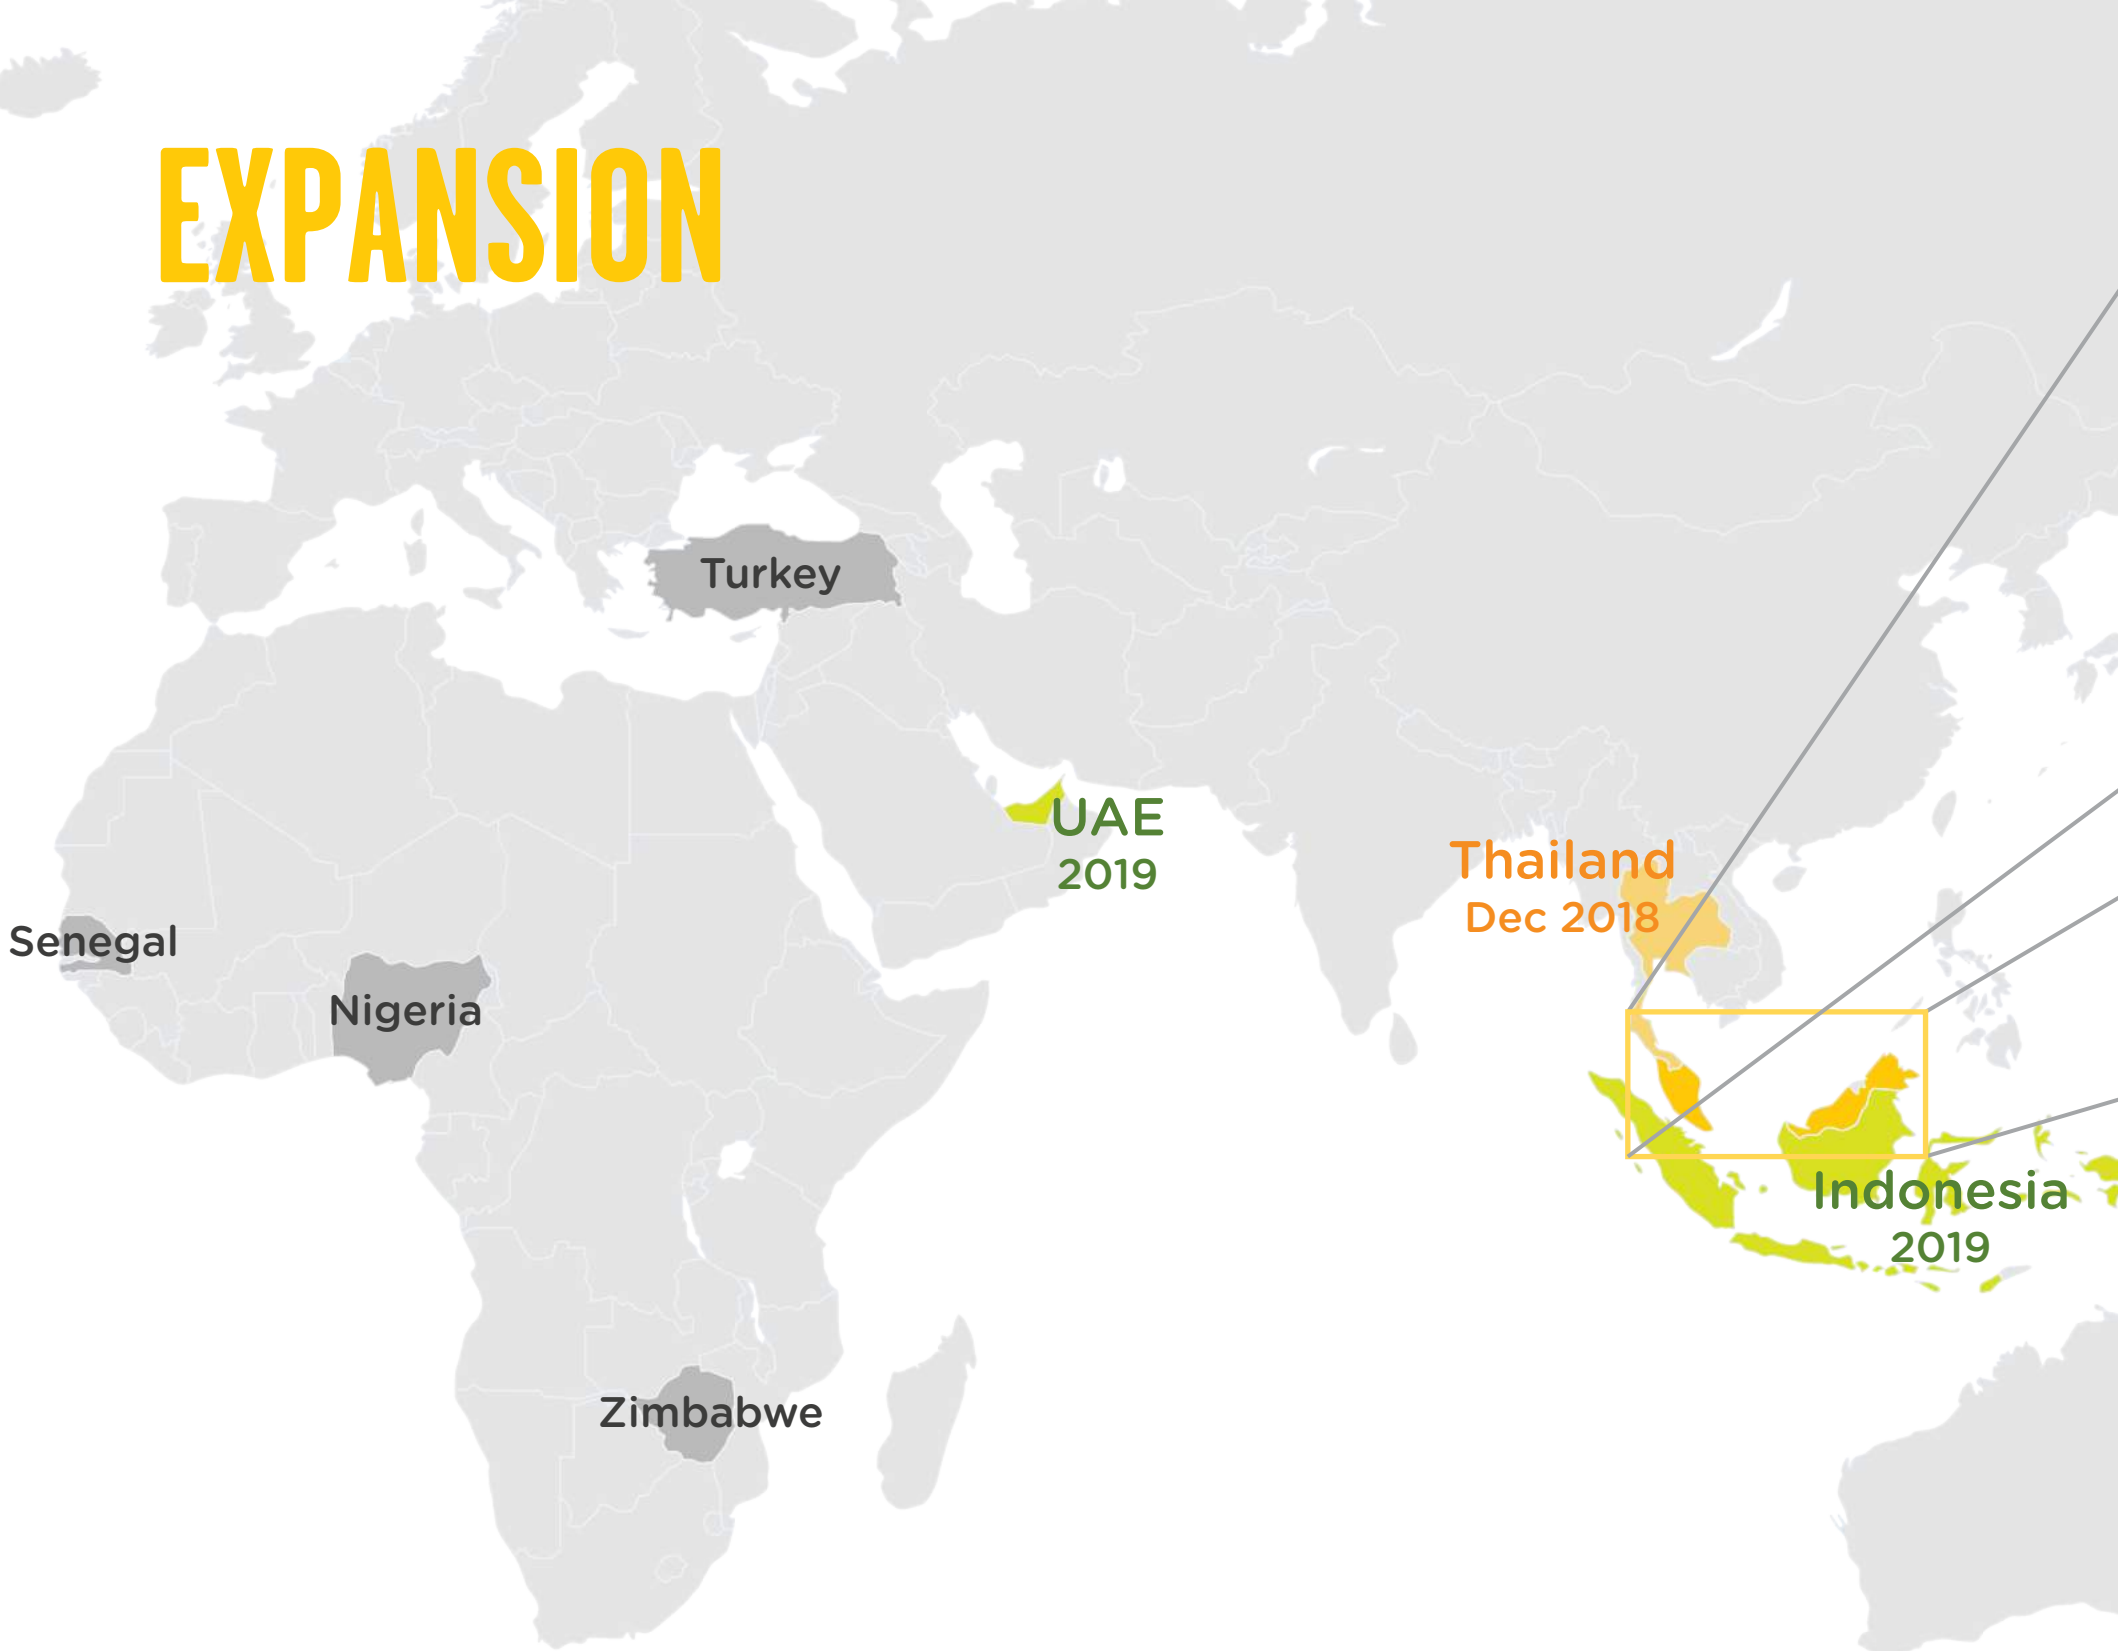 EXPANSION
Turkey
UAE
2019
Thailand
Dec 2018
Senegal
Nigeria
Indonesia
2019
Zimbabwe